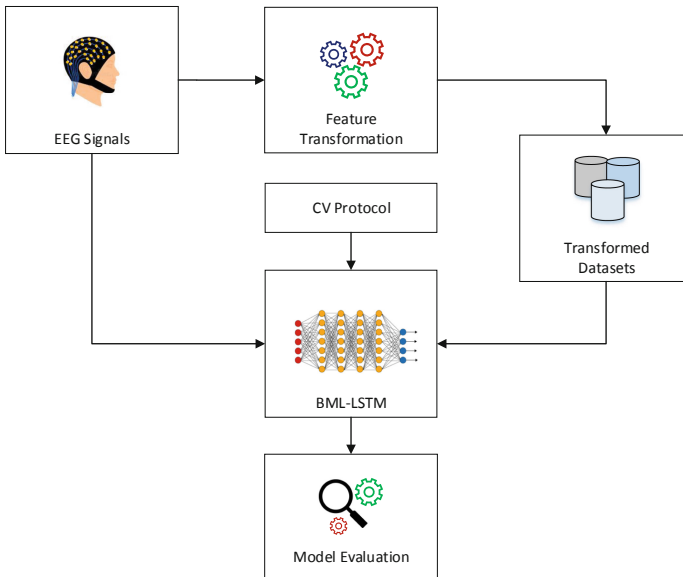 EEG Signals
Feature
Transformation
CV Protocol
Transformed
Datasets
BML-LSTM
Model Evaluation